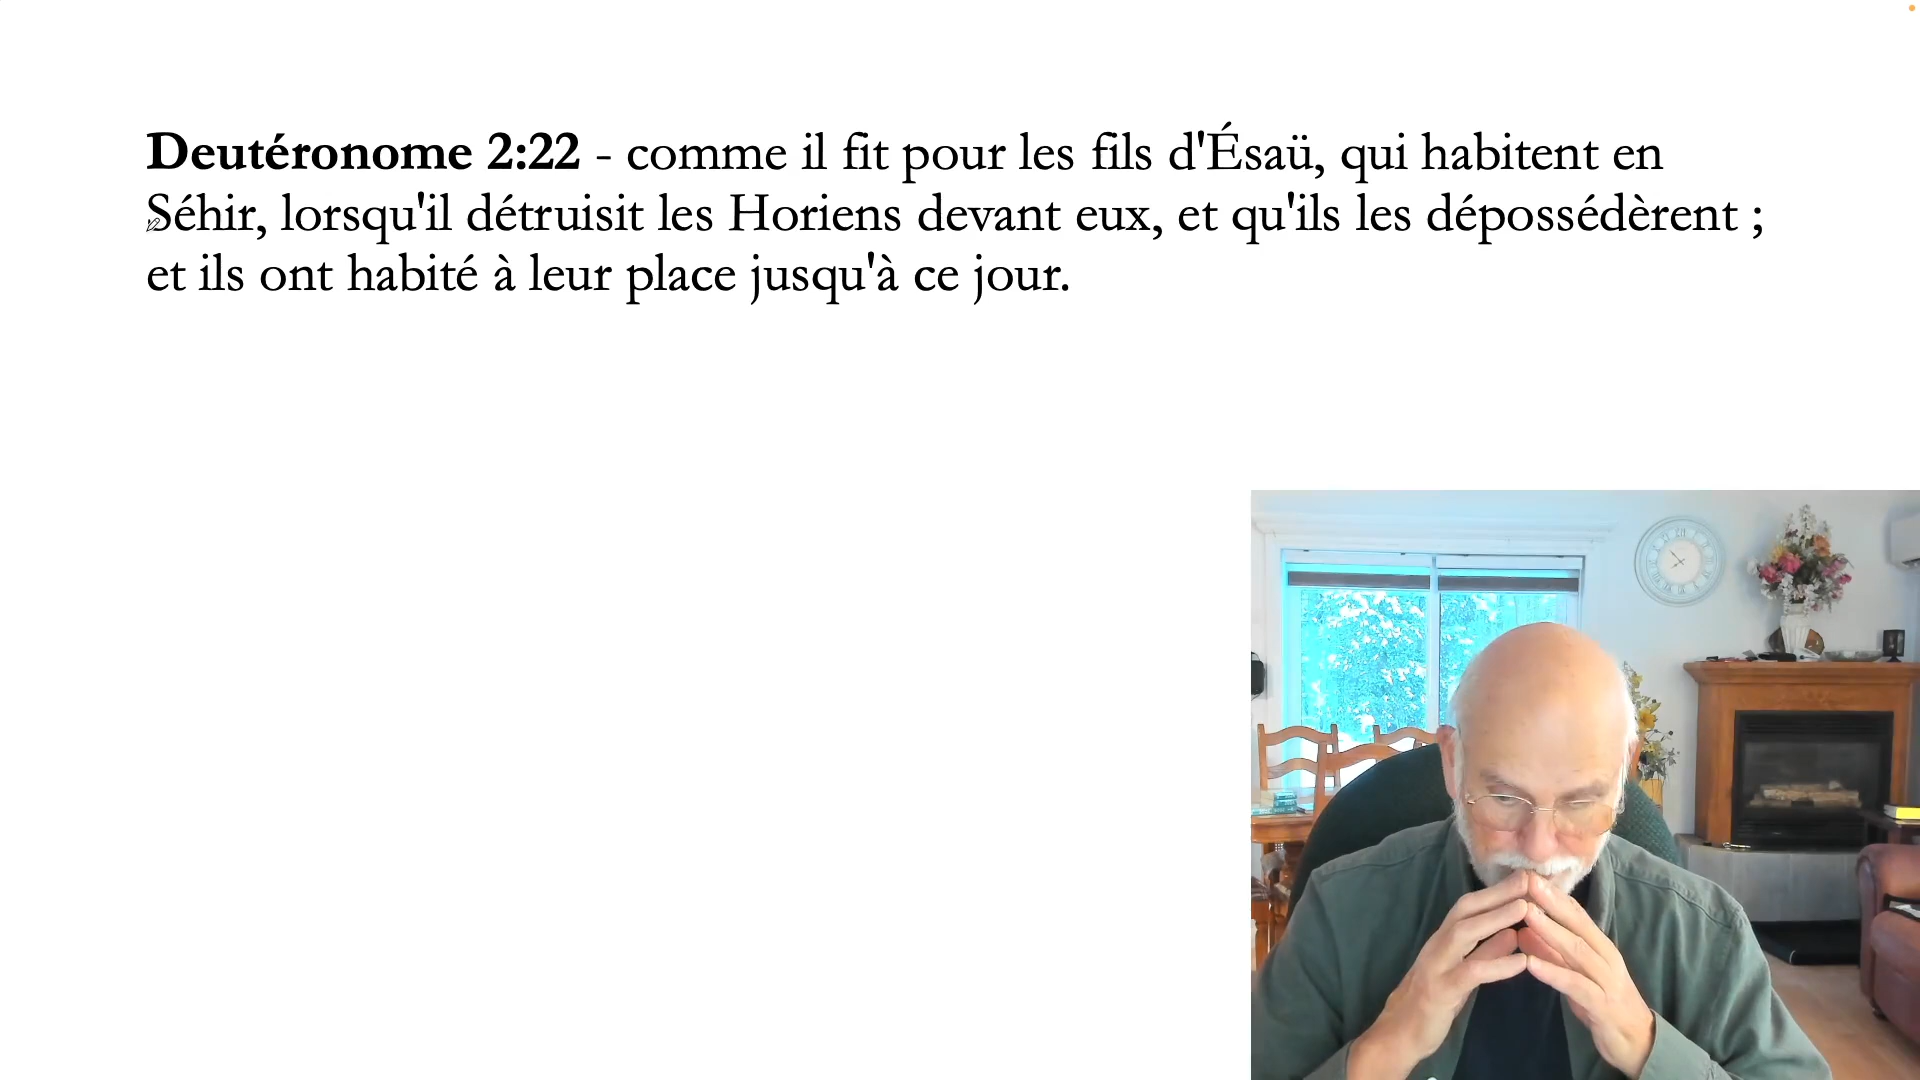 Deutéronome 2:22 - comme il fit pour les fils d'Ésaü, qui habitent en
Séhir, lorsqu'il détruisit les Horiens devant eux, et qu'ils les dépossédèrent ;
et ils ont habité à leur place jusqu'à ce jour.